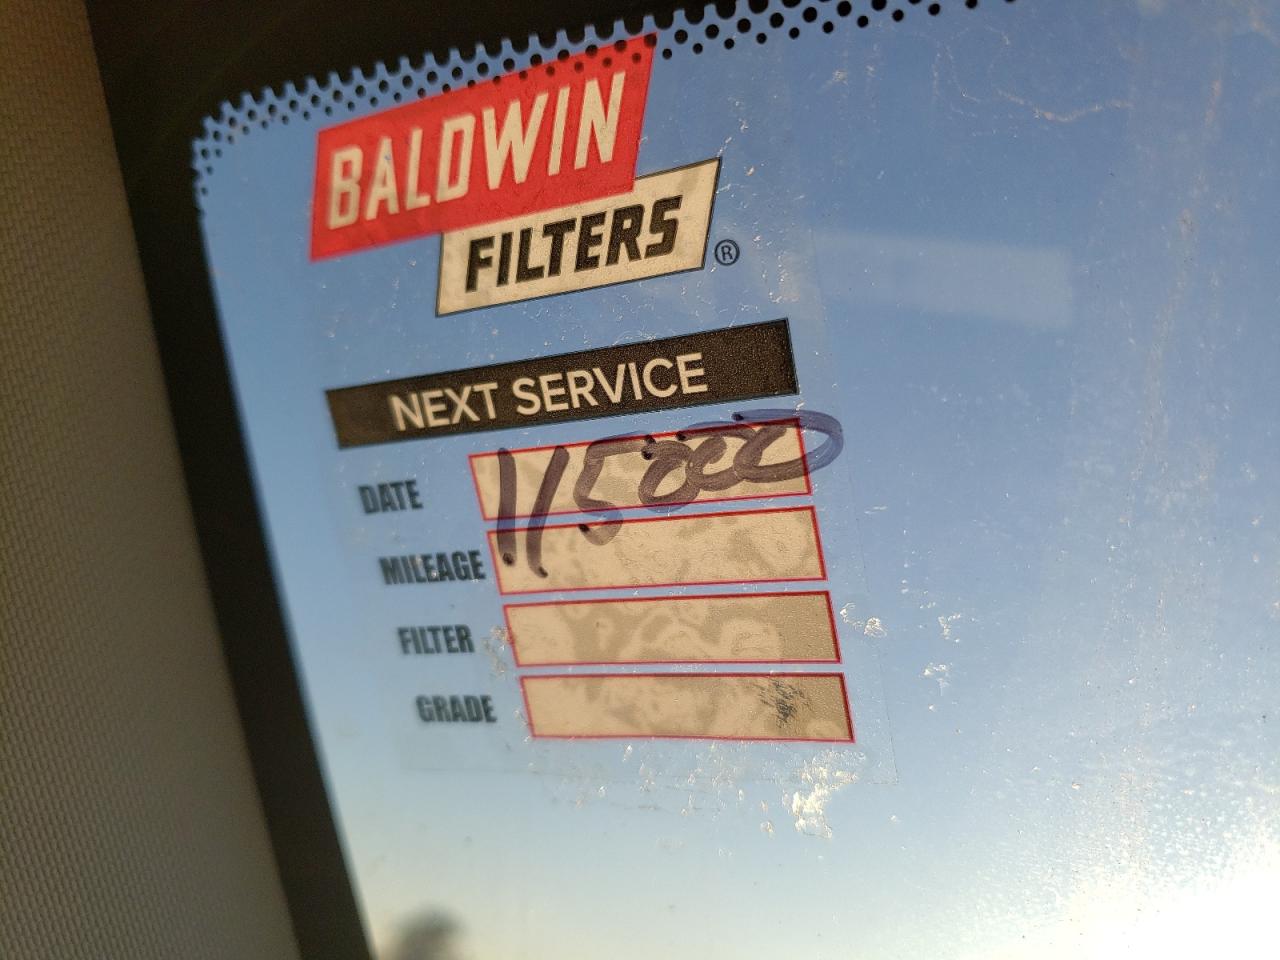 BALDWIN
FILTERS®
NEXT SERVICE
DATE 115000
MILEAGE
FILTER
GRADE